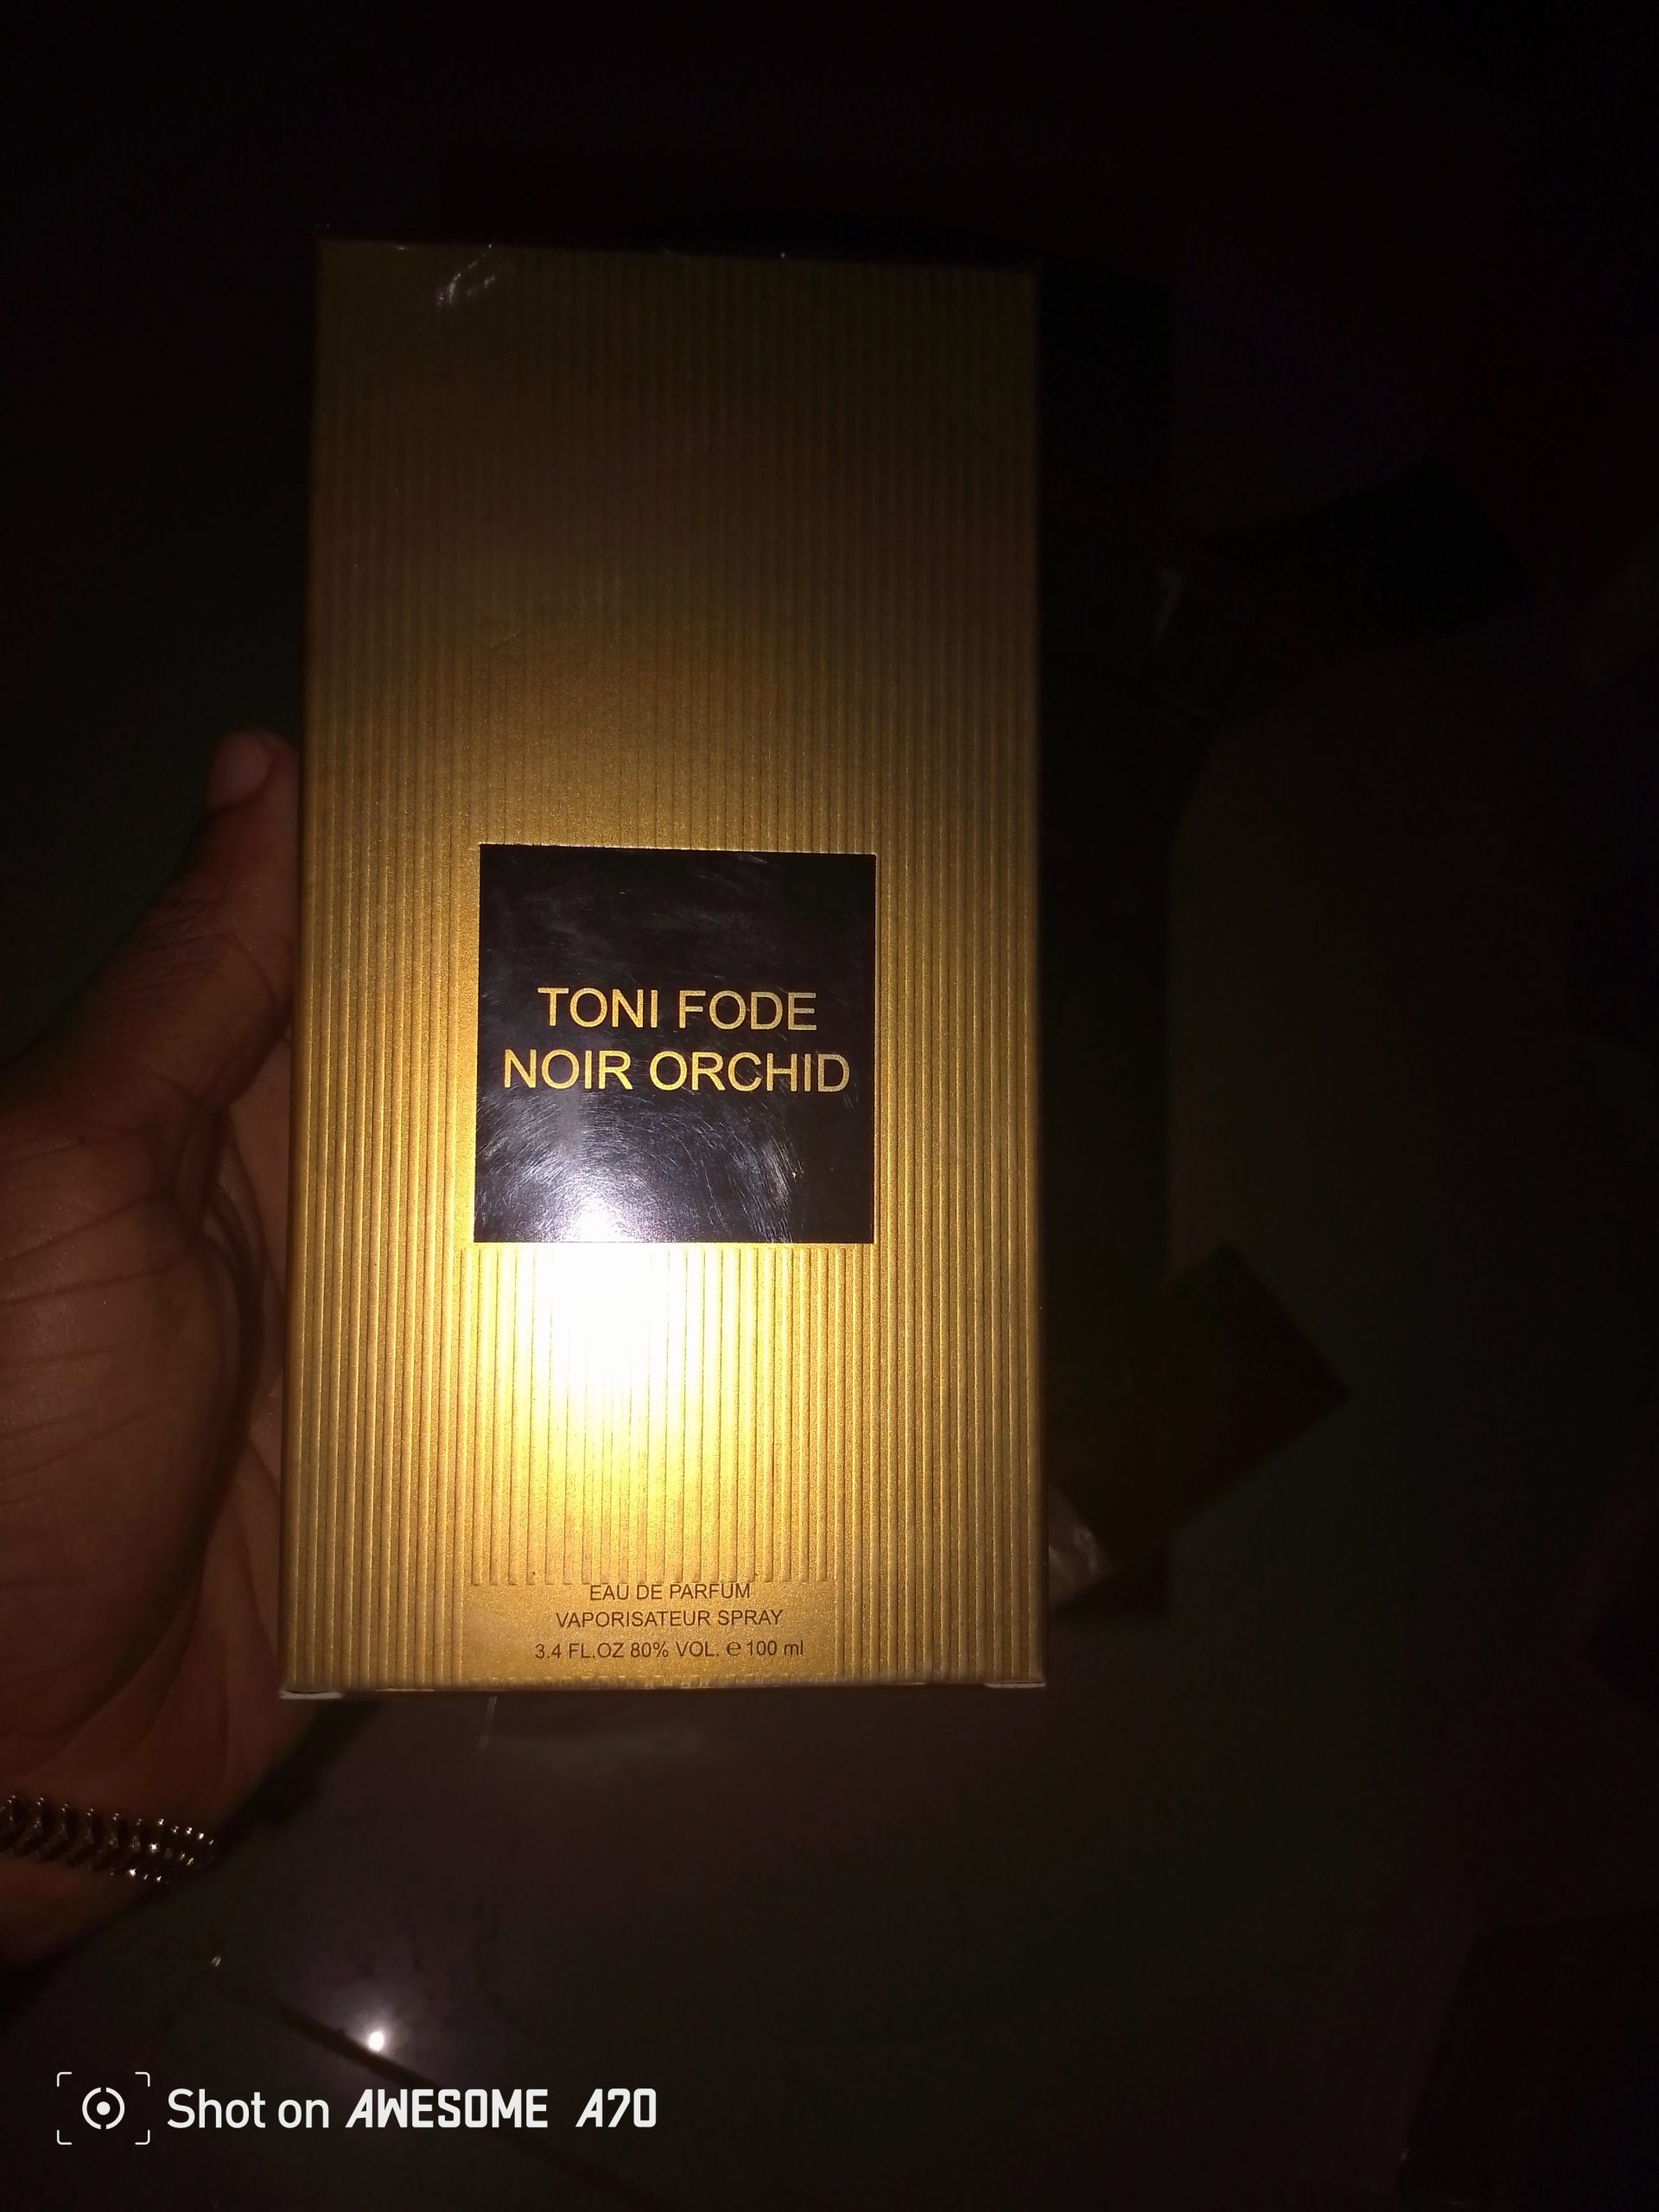 TONI FODE
NOIR ORCHID
EAU DE PARFUM
VAPORISATEUR SPRAY
3.4 FL.OZ 80% VOL. ℮ 100 ml
Shot on AWESOME A70